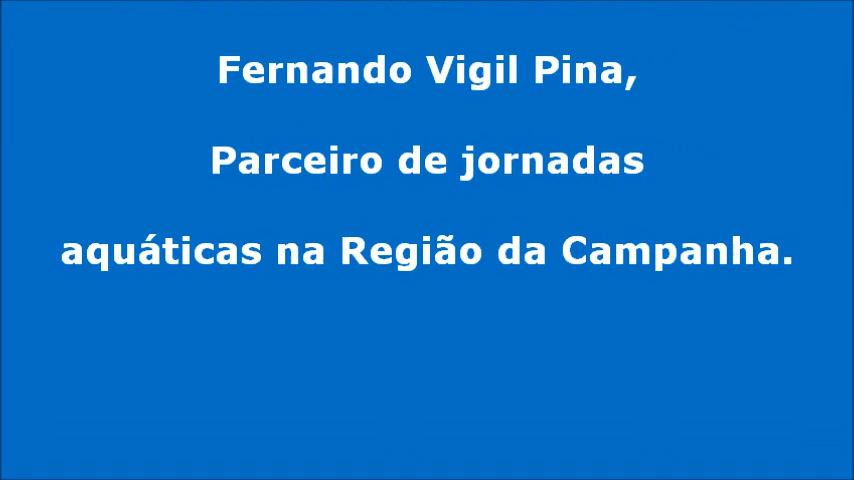 Fernando Vigil Pina,
Parceiro de jornadas
aquáticas na Região da Campanha.